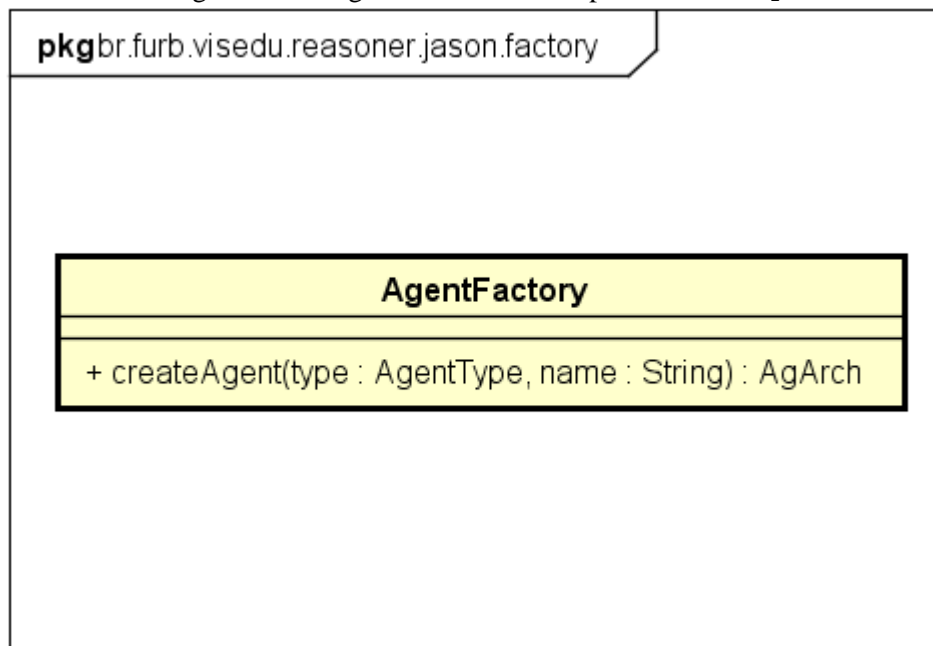 pkgbr.furb.visedu.reasoner.jason.factory
AgentFactory
+ createAgent(type : AgentType, name : String) : AgArch